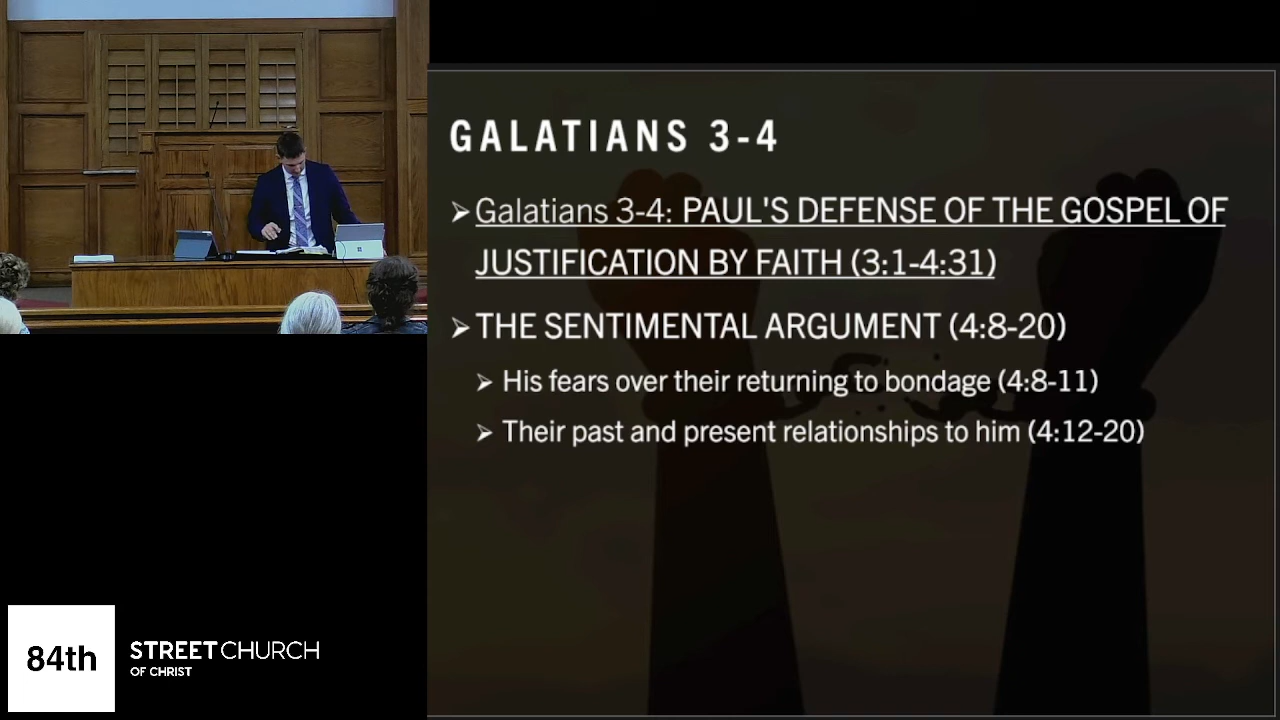 GALATIANS 3-4
➢ Galatians 3-4: PAUL'S DEFENSE OF THE GOSPEL OF
JUSTIFICATION BY FAITH (3:1-4:31)
➢ THE SENTIMENTAL ARGUMENT (4:8-20)
➢ His fears over their returning to bondage (4:8-11)
➢ Their past and present relationships to him (4:12-20)
84th
STREET CHURCH
OF CHRIST